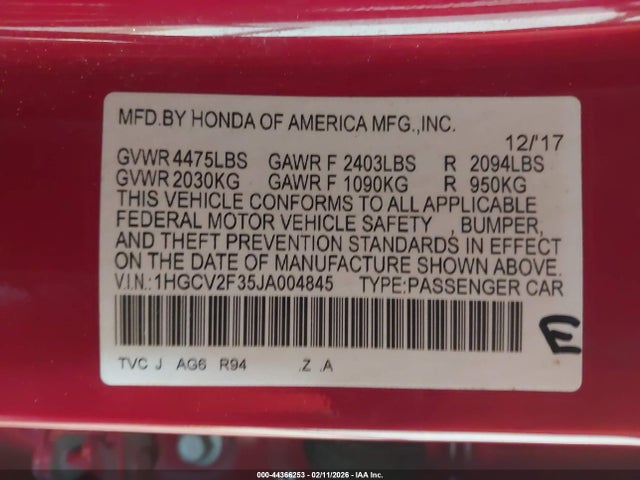 MFD.BY HONDA OF AMERICA MFG.,INC.
12/'17
GVWR 4475LBS GAWR F 2403LBS R 2094LBS
GVWR 2030KG GAWR F 1090KG R 950KG
THIS VEHICLE CONFORMS TO ALL APPLICABLE
FEDERAL MOTOR VEHICLE SAFETY , BUMPER,
AND THEFT PREVENTION STANDARDS IN EFFECT
ON THE DATE OF MANUFACTURE SHOWN ABOVE.
V.I.N.:1HGCV2F35JA004845 TYPE:PASSENGER CAR
E
TVC J AG6 R94 .Z .A
000-44366253 - 02/11/2026 - IAA Inc.